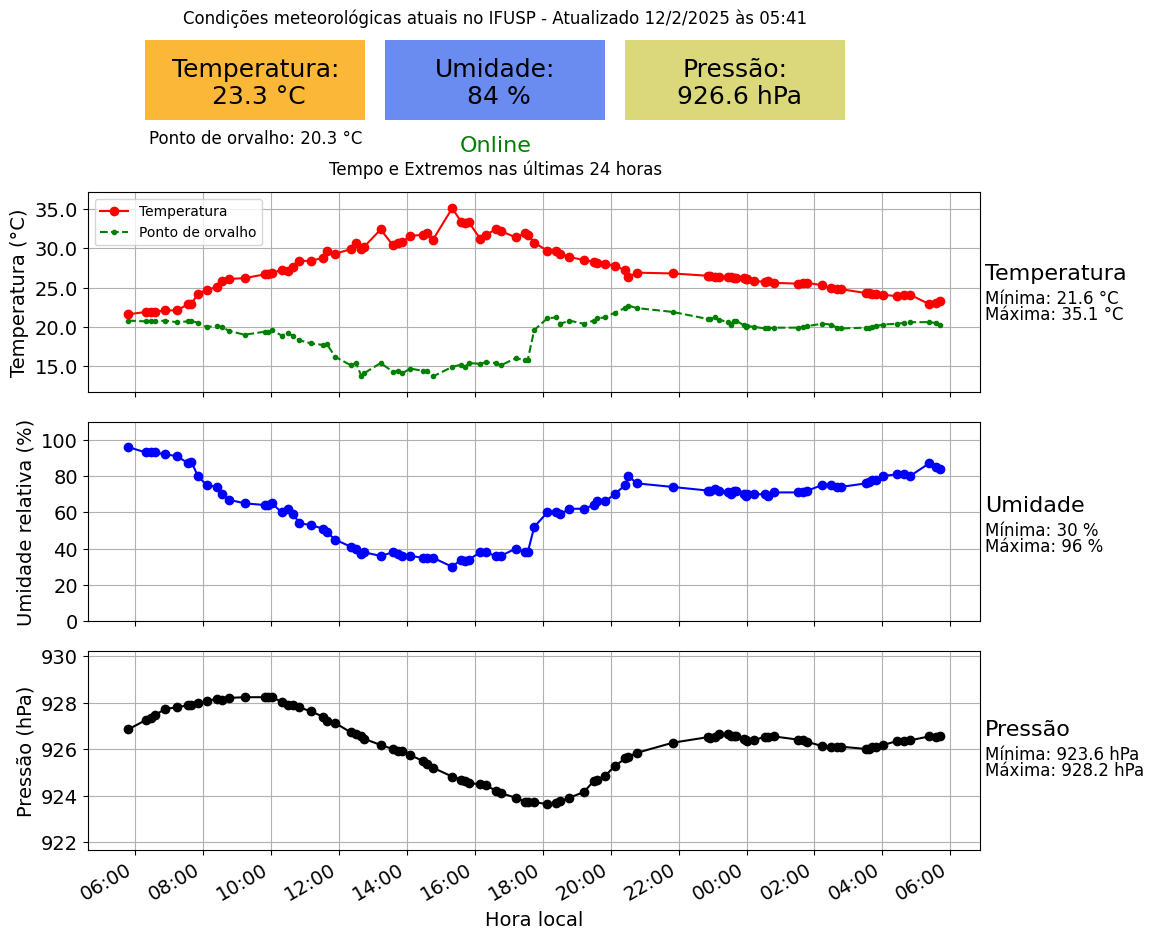 Condições meteorológicas atuais no IFUSP - Atualizado 12/2/2025 às 05:41
Temperatura:
23.3 °C
Umidade:
84 %
Pressão:
926.6 hPa
Ponto de orvalho: 20.3 °C
Online
Tempo e Extremos nas últimas 24 horas
Temperatura (°C)
35.0
30.0
25.0
20.0
15.0
Temperatura
Ponto de orvalho
Temperatura
Mínima: 21.6 °C
Máxima: 35.1 °C
Umidade relativa (%)
100
80
60
40
20
0
Umidade
Mínima: 30 %
Máxima: 96 %
Pressão (hPa)
930
928
926
924
922
Pressão
Mínima: 923.6 hPa
Máxima: 928.2 hPa
06:00
08:00
10:00
12:00
14:00
16:00
18:00
20:00
22:00
00:00
02:00
04:00
06:00
Hora local